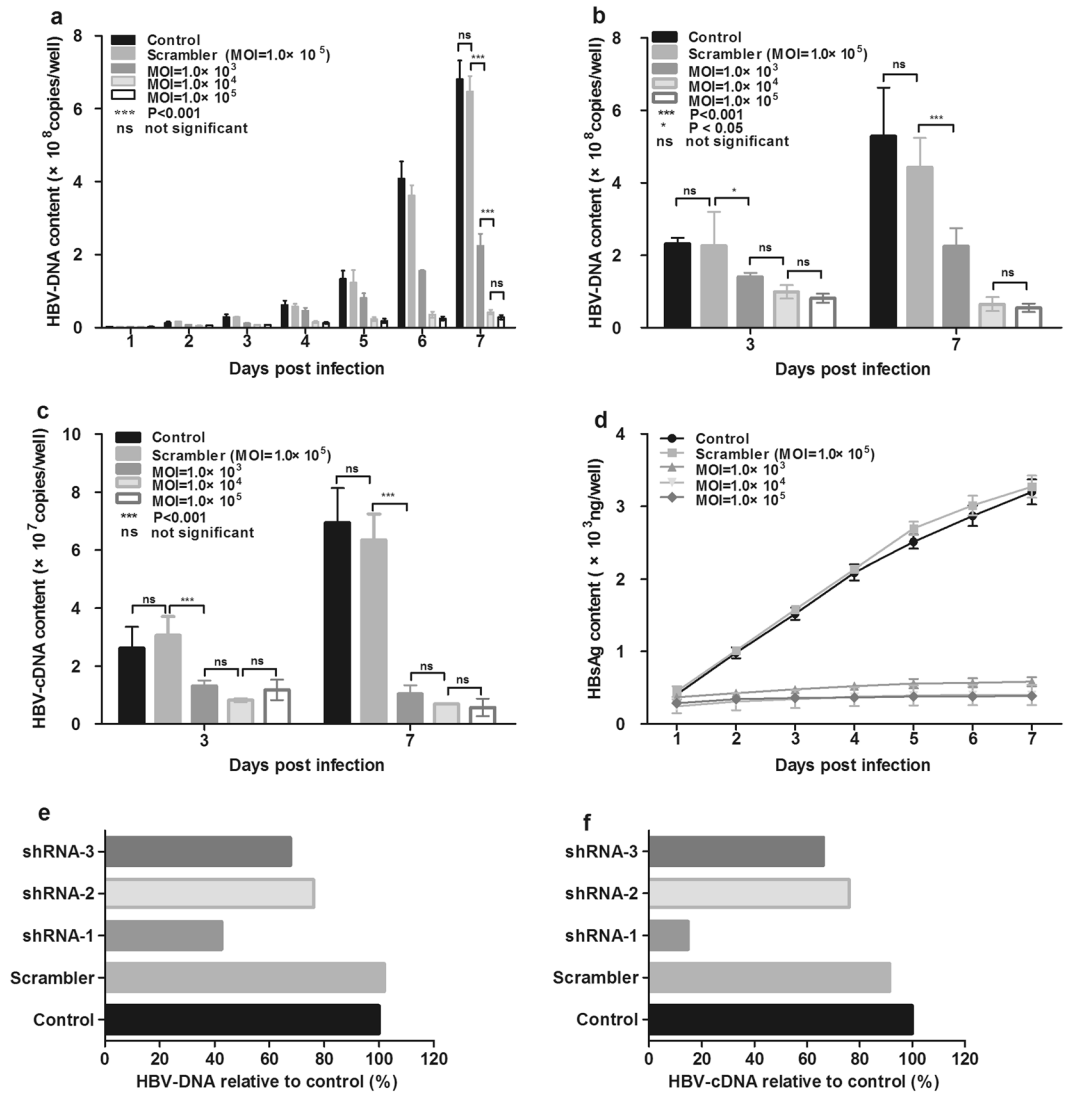 a
HBV-DNA content (× 10⁸copies/well)
8
6
4
2
0
Control
Scrambler (MOI=1.0× 10⁵)
MOI=1.0× 10³
MOI=1.0× 10⁴
MOI=1.0× 10⁵
*** P<0.001
ns not significant
ns
***
***
ns
1 2 3 4 5 6 7
Days post infection
b
HBV-DNA content (× 10⁸copies/well)
8
6
4
2
0
Control
Scrambler (MOI=1.0× 10⁵)
MOI=1.0× 10³
MOI=1.0× 10⁴
MOI=1.0× 10⁵
*** P<0.001
* P < 0.05
ns not significant
ns
*
ns
ns
ns
***
ns
3 7
Days post infection
c
HBV-cDNA content (× 10⁷copies/well)
10
8
6
4
2
0
Control
Scrambler (MOI=1.0× 10⁵)
MOI=1.0× 10³
MOI=1.0× 10⁴
MOI=1.0× 10⁵
*** P<0.001
ns not significant
ns
***
ns
ns
ns
***
ns
ns
3 7
Days post infection
d
HBsAg content ( × 10³ng/well)
4
3
2
1
0
Control
Scrambler (MOI=1.0× 10⁵)
MOI=1.0× 10³
MOI=1.0× 10⁴
MOI=1.0× 10⁵
1 2 3 4 5 6 7
Days post infection
e
shRNA-3
shRNA-2
shRNA-1
Scrambler
Control
0 20 40 60 80 100 120
HBV-DNA relative to control (%)
f
shRNA-3
shRNA-2
shRNA-1
Scrambler
Control
0 20 40 60 80 100 120
HBV-cDNA relative to control (%)